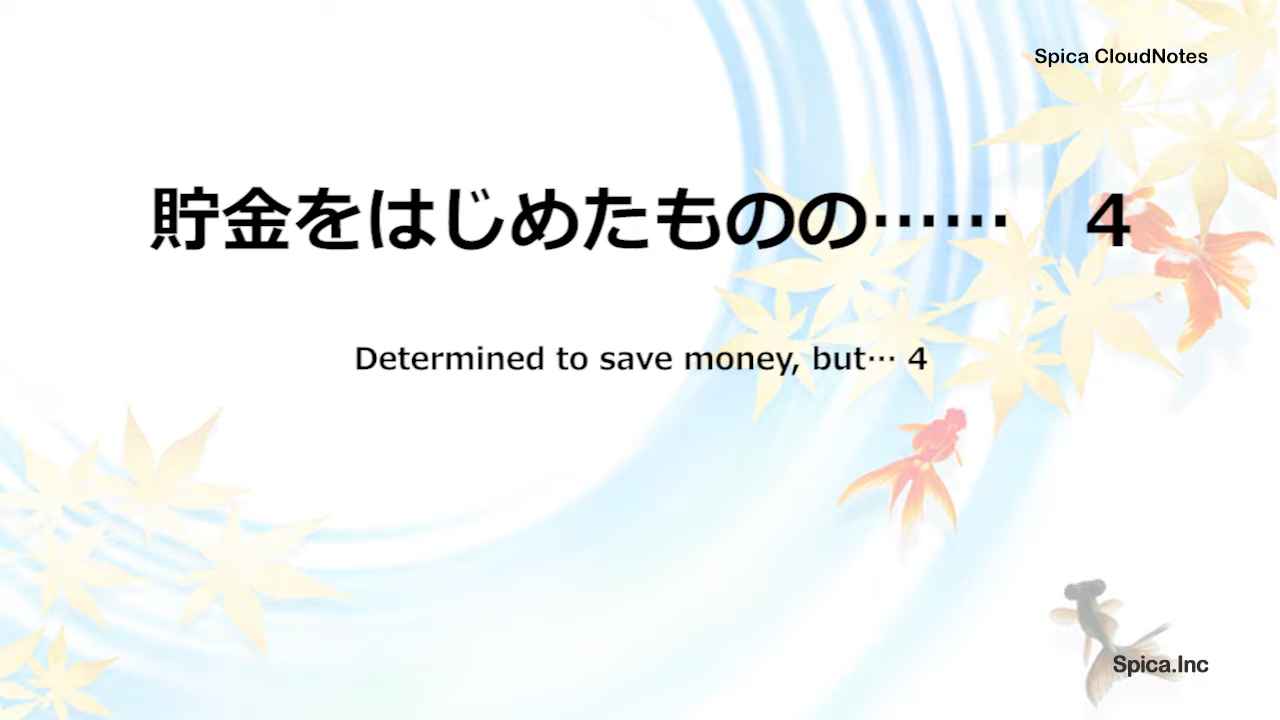 Spica CloudNotes
貯金をはじめたものの…… 4
Determined to save money, but… 4
Spica.Inc